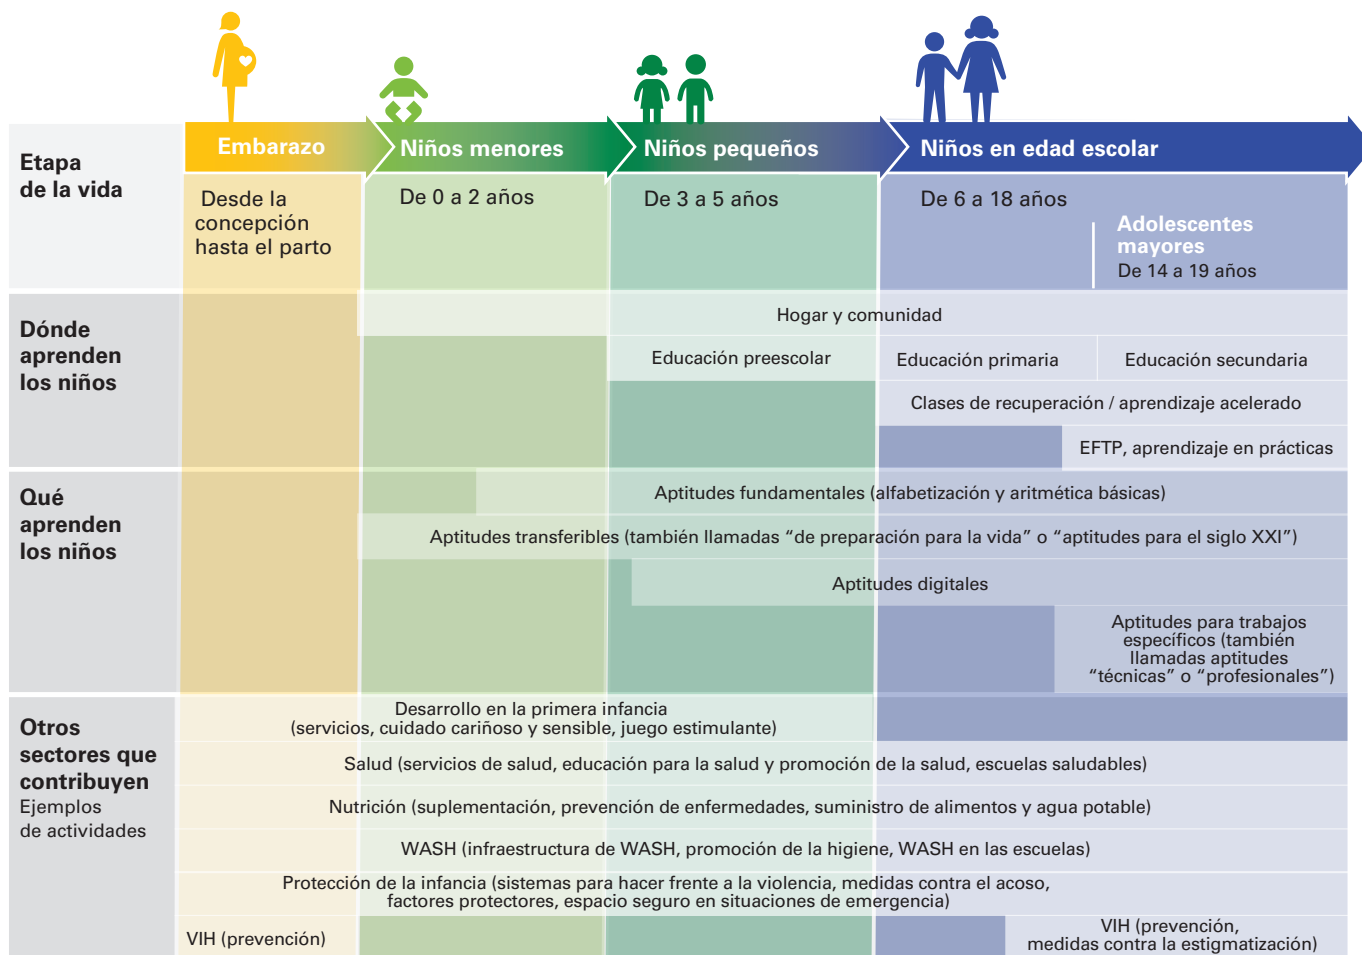 Etapa
de la vida
Embarazo
Niños menores
Niños pequeños
Niños en edad escolar
Desde la
concepción
hasta el parto
De 0 a 2 años
De 3 a 5 años
De 6 a 18 años
Adolescentes
mayores
De 14 a 19 años
Dónde
aprenden
los niños
Hogar y comunidad
Educación preescolar
Educación primaria
Educación secundaria
Clases de recuperación / aprendizaje acelerado
EFTP, aprendizaje en prácticas
Qué
aprenden
los niños
Aptitudes fundamentales (alfabetización y aritmética básicas)
Aptitudes transferibles (también llamadas “de preparación para la vida” o “aptitudes para el siglo XXI”)
Aptitudes digitales
Aptitudes para trabajos
específicos (también
llamadas aptitudes
“técnicas” o “profesionales”)
Otros
sectores que
contribuyen
Ejemplos
de actividades
Desarrollo en la primera infancia
(servicios, cuidado cariñoso y sensible, juego estimulante)
Salud (servicios de salud, educación para la salud y promoción de la salud, escuelas saludables)
Nutrición (suplementación, prevención de enfermedades, suministro de alimentos y agua potable)
WASH (infraestructura de WASH, promoción de la higiene, WASH en las escuelas)
Protección de la infancia (sistemas para hacer frente a la violencia, medidas contra el acoso,
factores protectores, espacio seguro en situaciones de emergencia)
VIH (prevención)
VIH (prevención,
medidas contra la estigmatización)